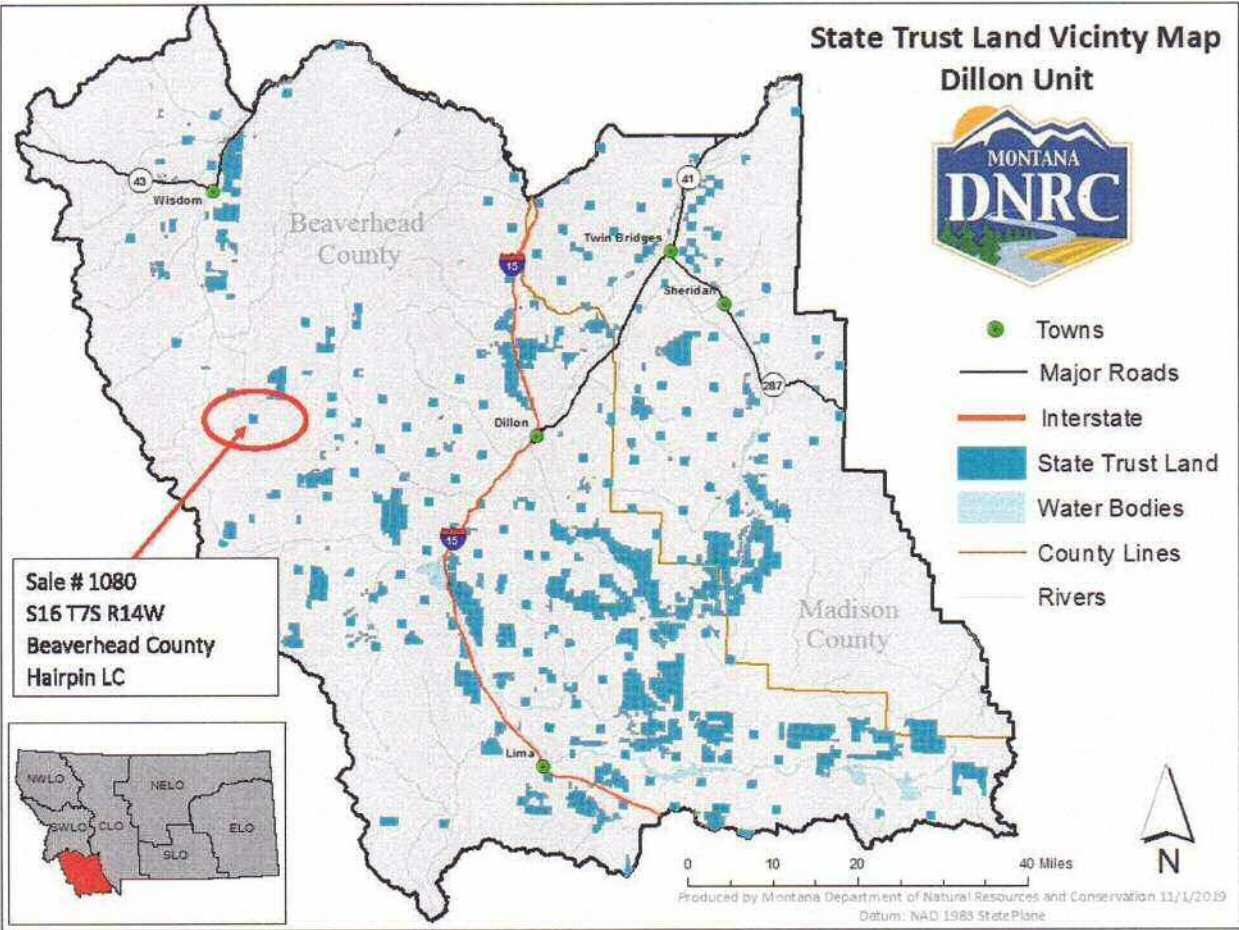 State Trust Land Vicinty Map
Dillon Unit
MONTANA
DNRC
Towns
Major Roads
Interstate
State Trust Land
Water Bodies
County Lines
Rivers
43
Wisdom
Beaverhead
County
15
41
Twin Bridges
Sheridan
287
Dillon
15
Madison
County
Lima
Sale # 1080
S16 T7S R14W
Beaverhead County
Hairpin LC
NWLO
SWLO
CLO
NELO
ELO
SLO
0 10 20 40 Miles
N
Produced by Montana Department of Natural Resources and Conservation 11/1/2019
Datum: NAD 1983 StatePlane